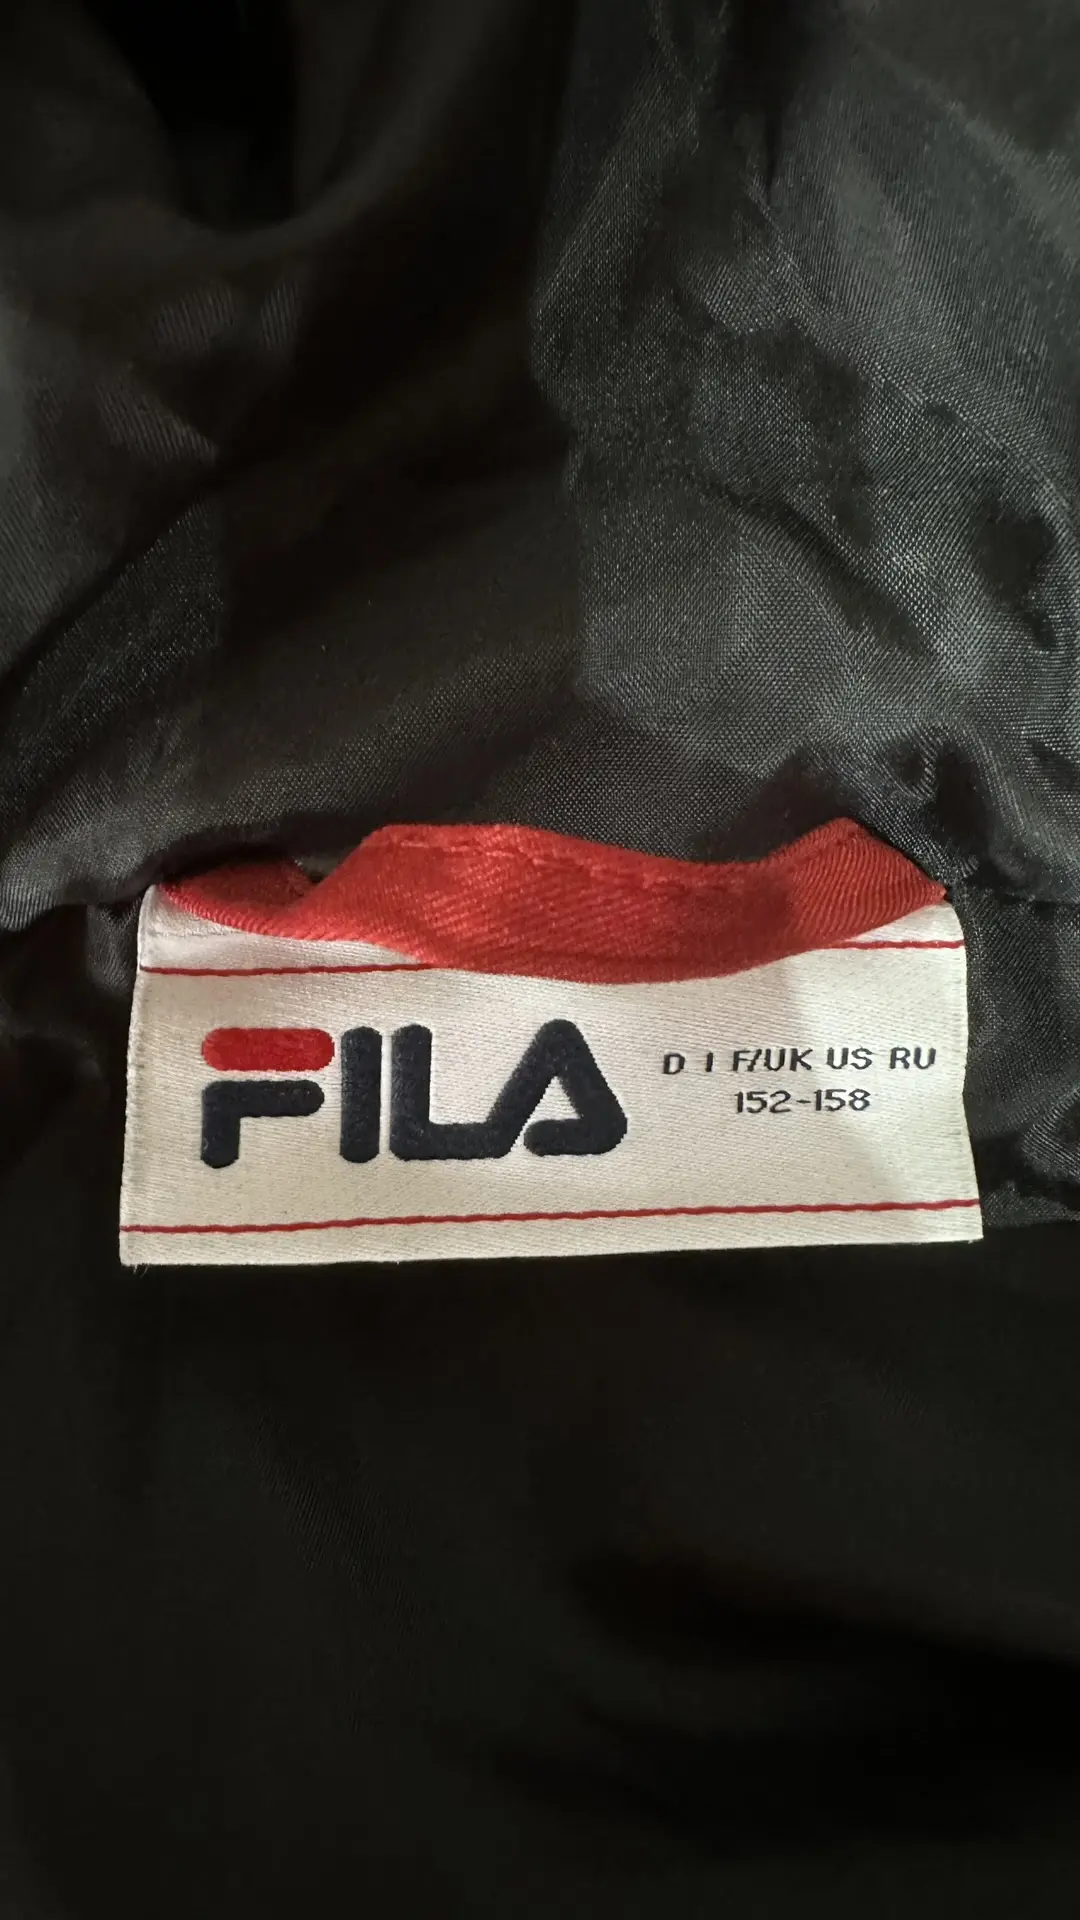 FILA
D I F/UK US RU
152-158